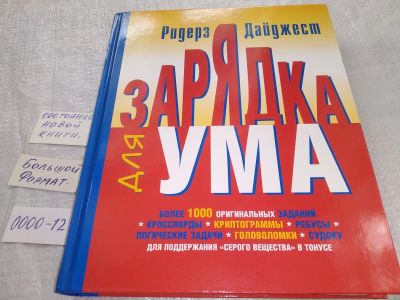 Ридерз Дайджест
ЗАРЯДКА
ДЛЯ
УМА
БОЛЕЕ 1000 ОРИГИНАЛЬНЫХ ЗАДАНИЙ
★ КРОССВОРДЫ ★ КРИПТОГРАММЫ ★ РЕБУСЫ ★
ЛОГИЧЕСКИЕ ЗАДАЧИ ★ ГОЛОВОЛОМКИ ★ СУДОКУ
ДЛЯ ПОДДЕРЖАНИЯ «СЕРОГО ВЕЩЕСТВА» В ТОНУСЕ
СОСТОЯНИЕ
НОВОЙ
КНИГИ.
БОЛЬШОЙ
ФОРМАТ.
0000-12